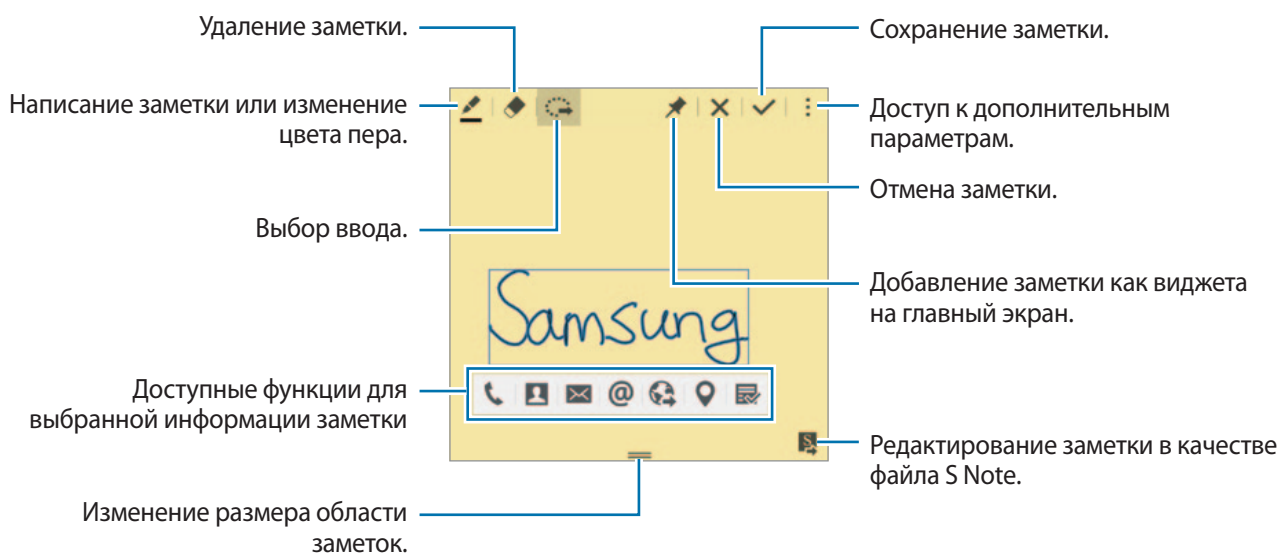 Удаление заметки.
Сохранение заметки.
Написание заметки или изменение
цвета пера.
Доступ к дополнительным
параметрам.
Отмена заметки.
Выбор ввода.
Добавление заметки как виджета
на главный экран.
Samsung
Доступные функции для
выбранной информации заметки
@
S
Редактирование заметки в качестве
файла S Note.
Изменение размера области
заметок.